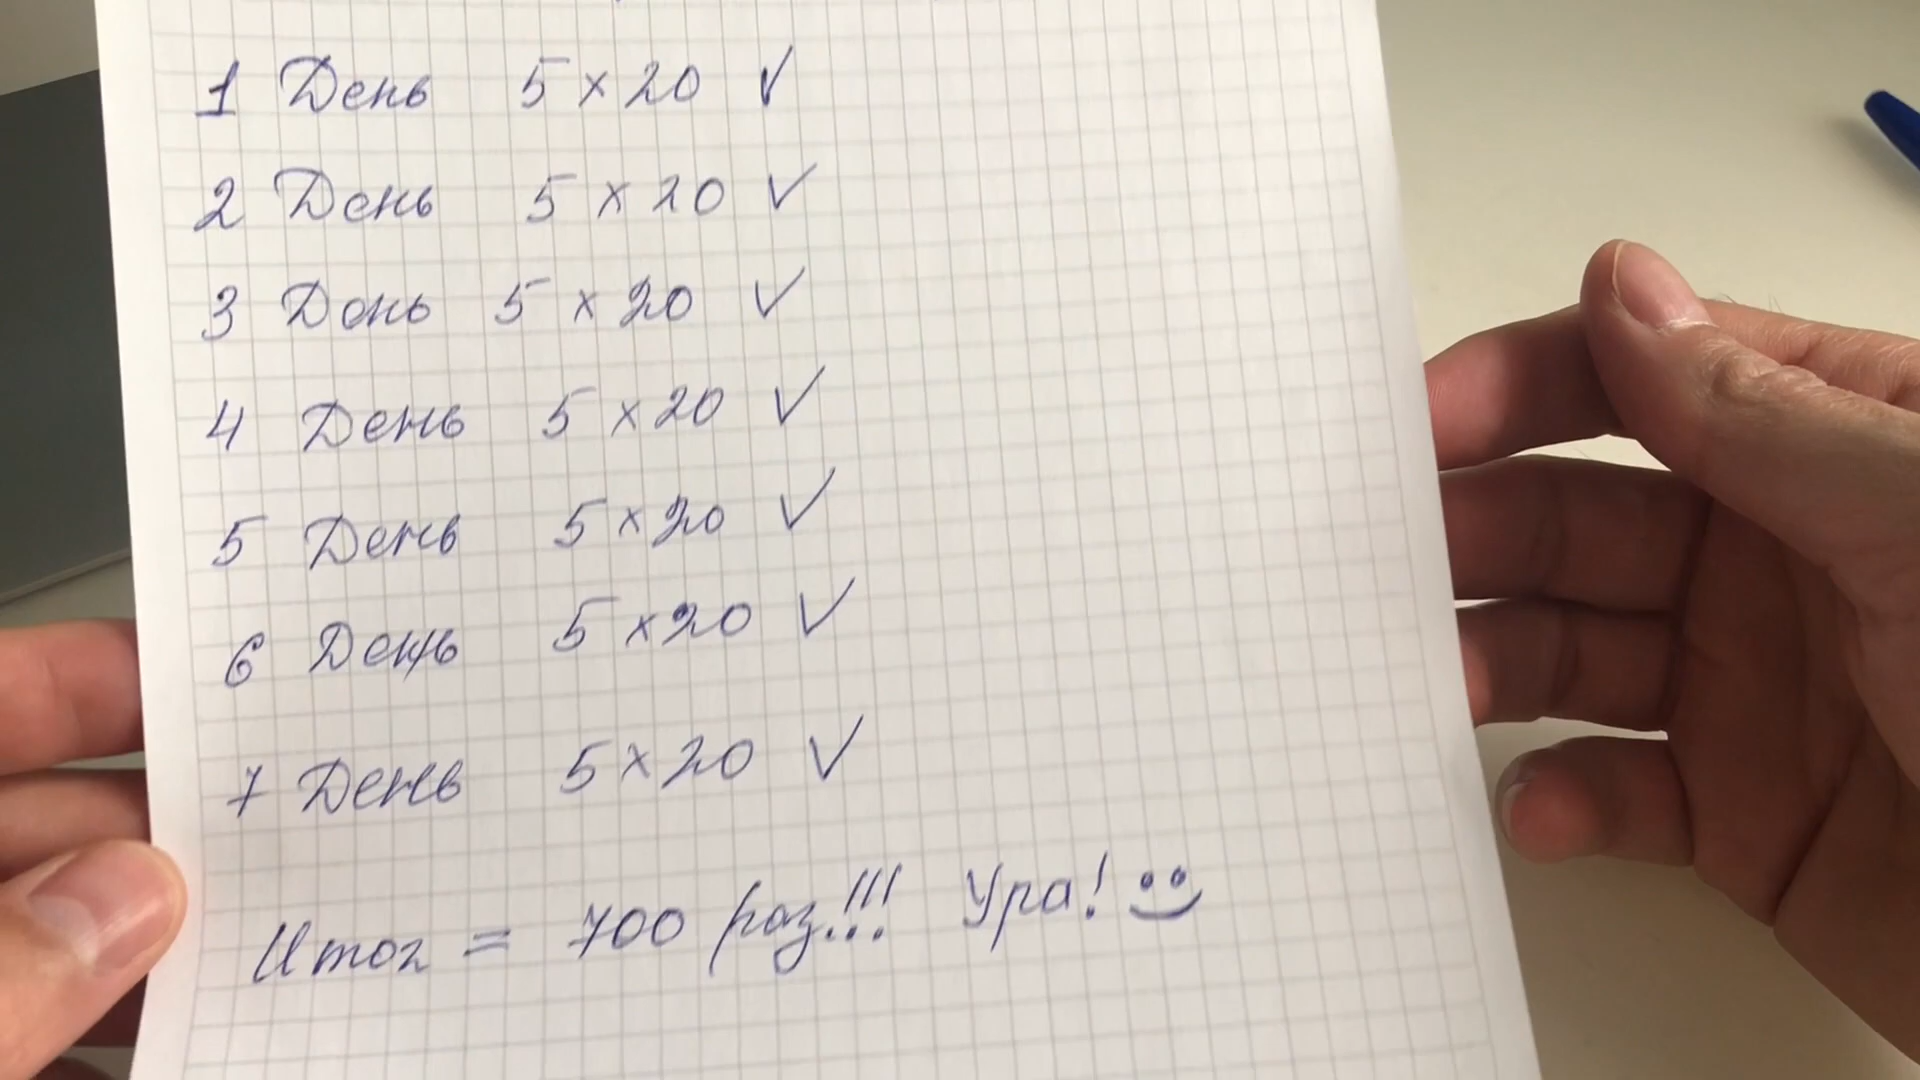 1 День 5 × 20 ✓
2 День 5 × 20 ✓
3 День 5 × 20 ✓
4 День 5 × 20 ✓
5 День 5 × 20 ✓
6 День 5 × 20 ✓
7 День 5 × 20 ✓
Итог = 700 раз!!! Ура! ☺